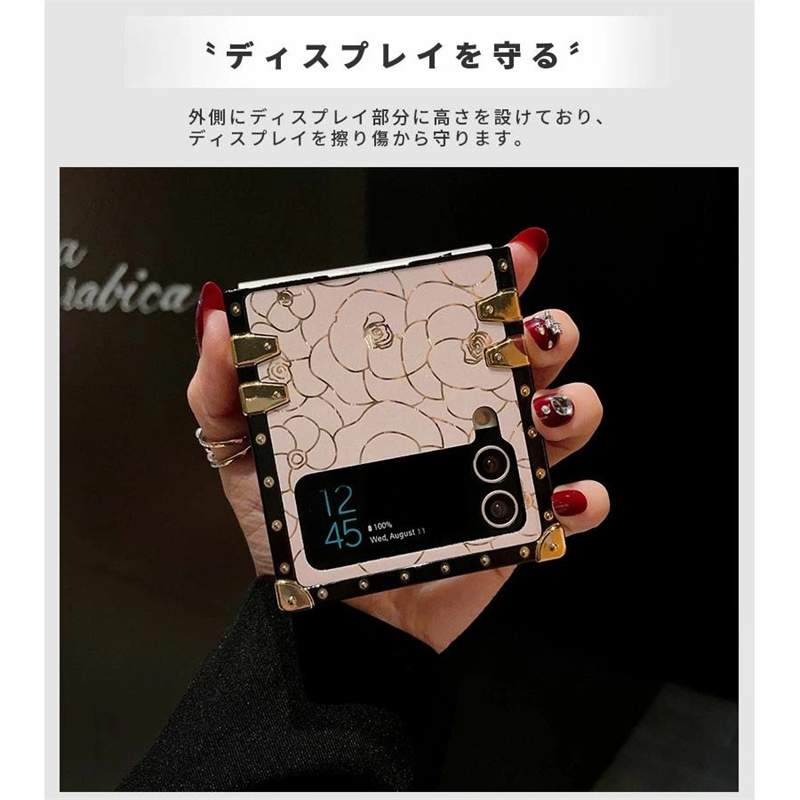 〝ディスプレイを守る〞
外側にディスプレイ部分に高さを設けており、
ディスプレイを擦り傷から守ります。
a
rabica
12
45
100%
Wed, August 11